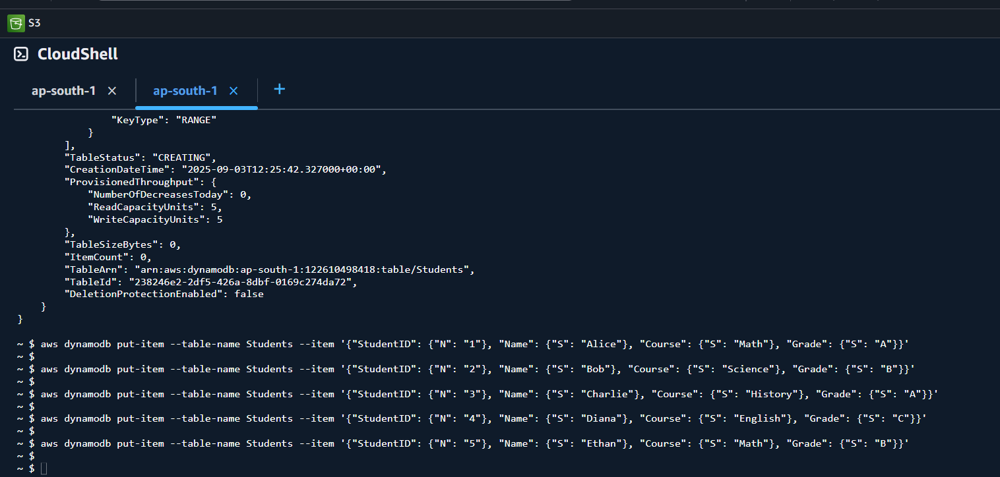 S3
CloudShell
ap-south-1 × ap-south-1 × +
            "KeyType": "RANGE"
        }
    ],
    "TableStatus": "CREATING",
    "CreationDateTime": "2025-09-03T12:25:42.327000+00:00",
    "ProvisionedThroughput": {
        "NumberOfDecreasesToday": 0,
        "ReadCapacityUnits": 5,
        "WriteCapacityUnits": 5
    },
    "TableSizeBytes": 0,
    "ItemCount": 0,
    "TableArn": "arn:aws:dynamodb:ap-south-1:122610498418:table/Students",
    "TableId": "238246e2-2df5-426a-8dbf-0169c274da72",
    "DeletionProtectionEnabled": false
  }
}
~ $ aws dynamodb put-item --table-name Students --item '{"StudentID": {"N": "1"}, "Name": {"S": "Alice"}, "Course": {"S": "Math"}, "Grade": {"S": "A"}}'
~ $
~ $ aws dynamodb put-item --table-name Students --item '{"StudentID": {"N": "2"}, "Name": {"S": "Bob"}, "Course": {"S": "Science"}, "Grade": {"S": "B"}}'
~ $
~ $ aws dynamodb put-item --table-name Students --item '{"StudentID": {"N": "3"}, "Name": {"S": "Charlie"}, "Course": {"S": "History"}, "Grade": {"S": "A"}}'
~ $
~ $ aws dynamodb put-item --table-name Students --item '{"StudentID": {"N": "4"}, "Name": {"S": "Diana"}, "Course": {"S": "English"}, "Grade": {"S": "C"}}'
~ $
~ $ aws dynamodb put-item --table-name Students --item '{"StudentID": {"N": "5"}, "Name": {"S": "Ethan"}, "Course": {"S": "Math"}, "Grade": {"S": "B"}}'
~ $
~ $